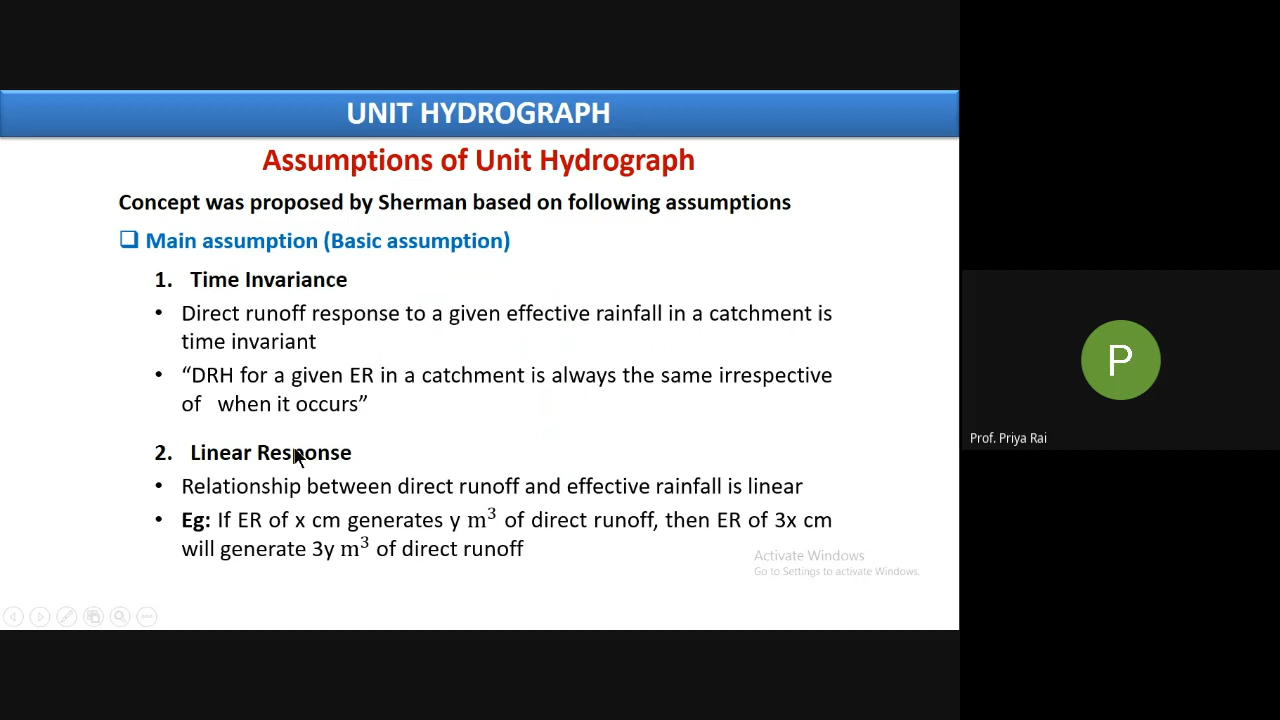 UNIT HYDROGRAPH
Assumptions of Unit Hydrograph
Concept was proposed by Sherman based on following assumptions
❑ Main assumption (Basic assumption)
1. Time Invariance
• Direct runoff response to a given effective rainfall in a catchment is
time invariant
• “DRH for a given ER in a catchment is always the same irrespective
of when it occurs”
2. Linear Response
• Relationship between direct runoff and effective rainfall is linear
• Eg: If ER of x cm generates y m³ of direct runoff, then ER of 3x cm
will generate 3y m³ of direct runoff
Activate Windows
Go to Settings to activate Windows.
P
Prof. Priya Rai